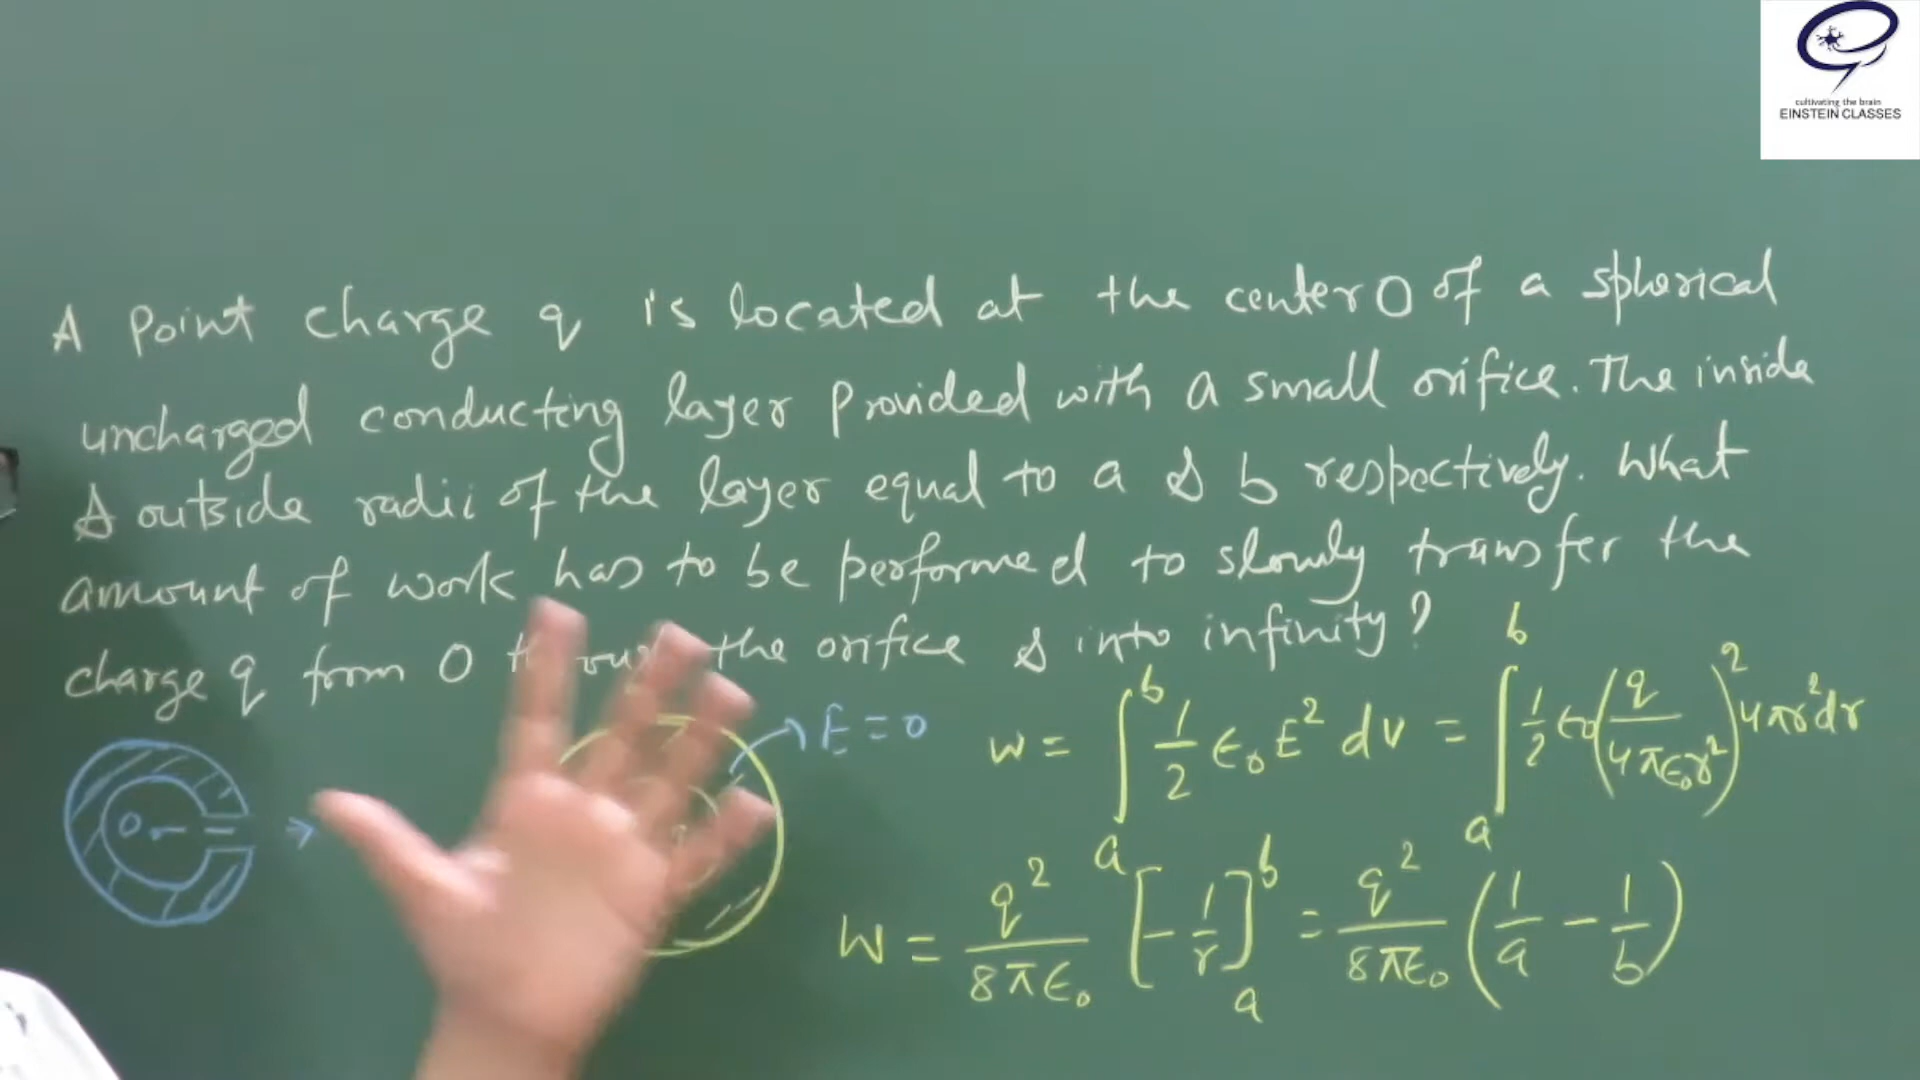 cultivating the brain
EINSTEIN CLASSES
A Point charge q is located at the center O of a spherical
uncharged conducting layer provided with a small orifice. The inside
& outside radii of the layer equal to a & b respectively. What
amount of work has to be performed to slowly transfer the
charge q from O the orifice & into infinity?
O
E = 0
W = ∫_a^b 1/2 ϵ₀ E² dv = ∫_a^b 1/2 ϵ₀ (q/4πϵ₀r²)² 4πr² dr
W = q²/8πϵ₀ [-1/r]_a^b = q²/8πϵ₀ (1/a - 1/b)